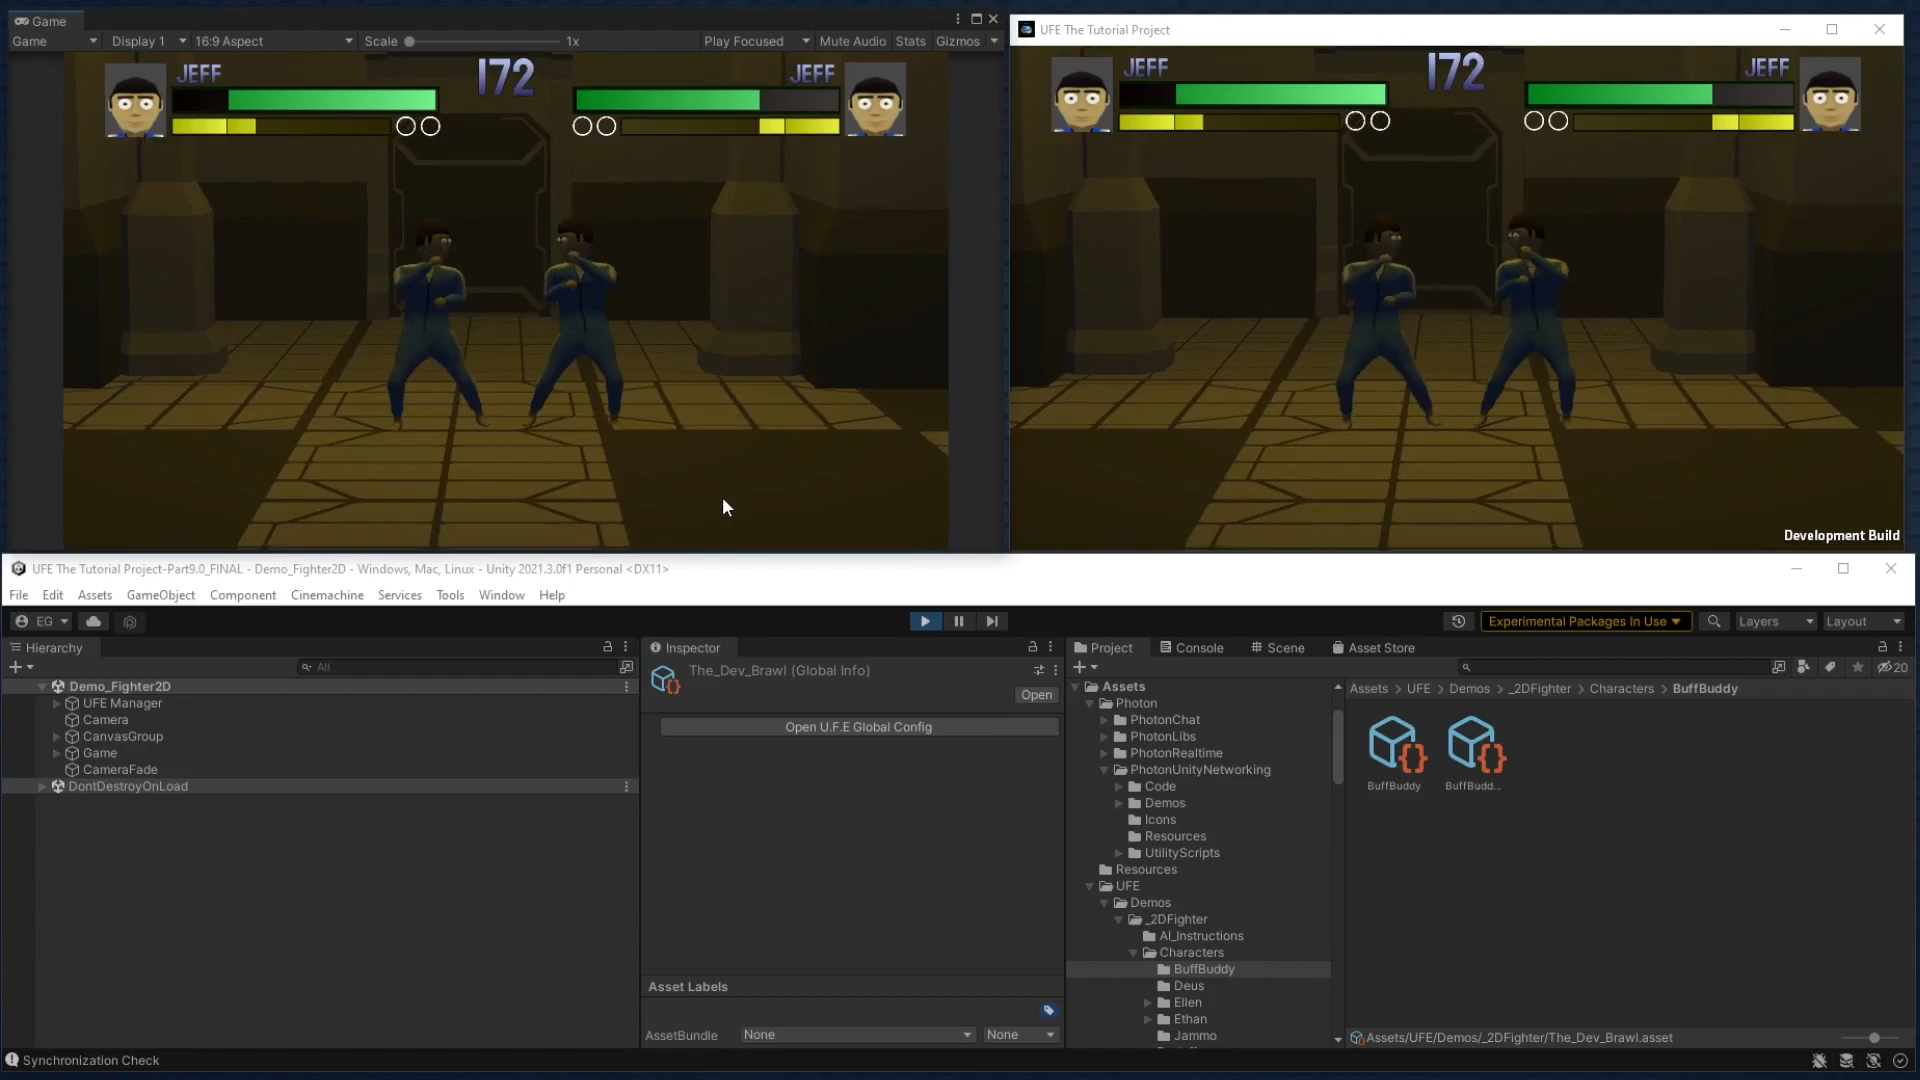 Game
Game Display 1 16:9 Aspect Scale 1x Play Focused Mute Audio Stats Gizmos
JEFF 172 JEFF
UFE The Tutorial Project
JEFF 172 JEFF
Development Build
UFE The Tutorial Project-Part9.0_FINAL - Demo_Fighter2D - Windows, Mac, Linux - Unity 2021.3.0f1 Personal <DX11>
File Edit Assets GameObject Component Cinemachine Services Tools Window Help
EG Experimental Packages In Use Layers Layout
Hierarchy
All
Demo_Fighter2D
UFE Manager
Camera
CanvasGroup
Game
CameraFade
DontDestroyOnLoad
Inspector
The_Dev_Brawl (Global Info)
Open
Open U.F.E Global Config
Asset Labels
AssetBundle None None
Project Console Scene Asset Store
20
Assets
Photon
PhotonChat
PhotonLibs
PhotonRealtime
PhotonUnityNetworking
Code
Demos
Icons
Resources
UtilityScripts
Resources
UFE
Demos
_2DFighter
AI_Instructions
Characters
BuffBuddy
Deus
Ellen
Ethan
Jammo
Assets > UFE > Demos > _2DFighter > Characters > BuffBuddy
BuffBuddy BuffBudd...
Assets/UFE/Demos/_2DFighter/The_Dev_Brawl.asset
Synchronization Check